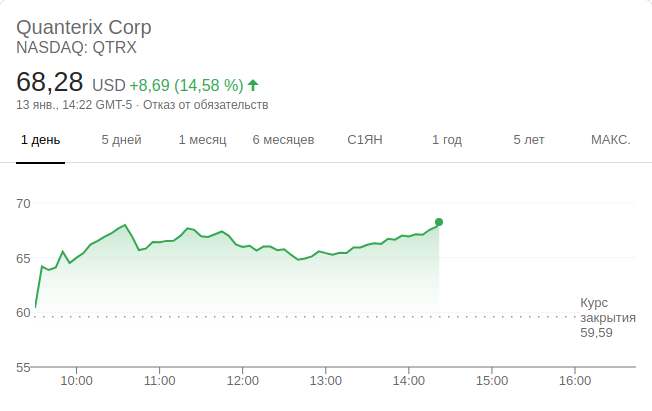 Quanterix Corp
NASDAQ: QTRX
68,28 USD +8,69 (14,58 %)
13 янв., 14:22 GMT-5 · Отказ от обязательств
1 день 5 дней 1 месяц 6 месяцев С1ЯН 1 год 5 лет МАКС.
70
65
60
55
Курс
закрытия
59,59
10:00 11:00 12:00 13:00 14:00 15:00 16:00